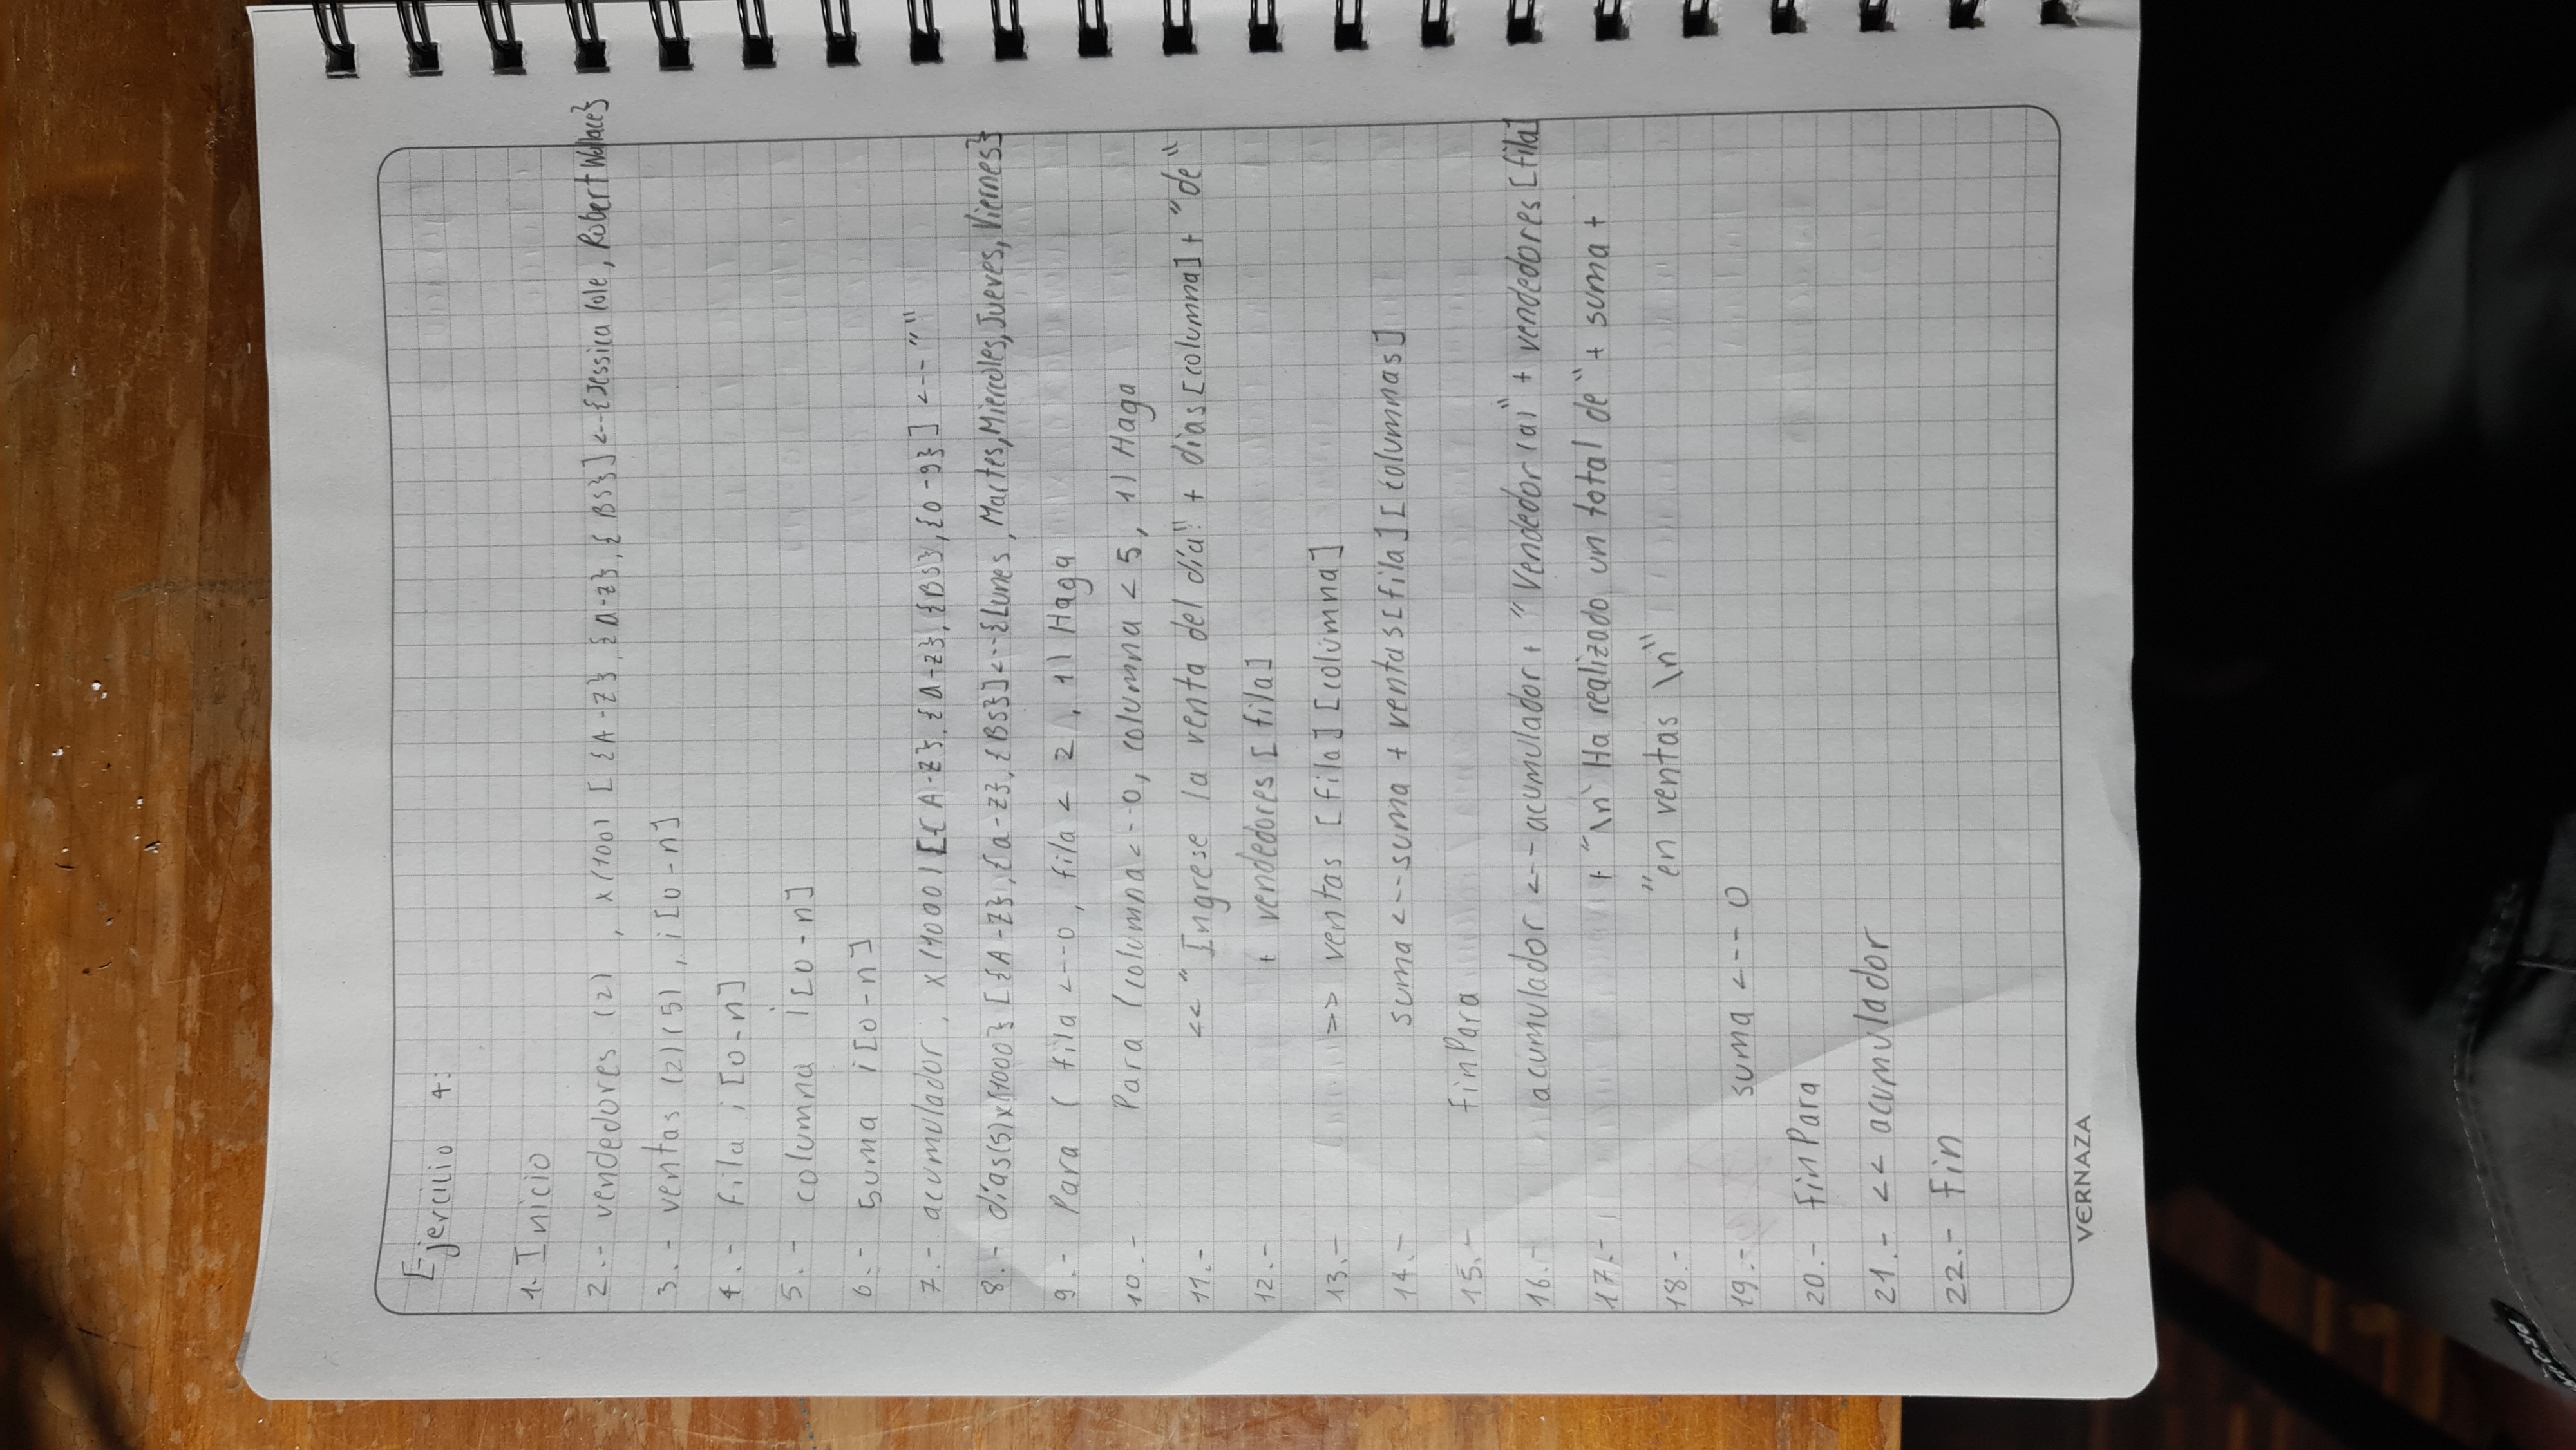 Ejercicio 4:
1.- Inicio
2.- vendedores (2) , x(100) [ {A-Z}, {a-z}, {BS}] <--{Jessica Cole, Robert Wallace}
3.- ventas (2)(5), i[0-n]
4.- fila i[0-n]
5.- columna i[0-n]
6.- suma i[0-n]
7.- acumulador, x(1000) [{A-Z}, {a-z}, {BS}, {0-9}] <-- ""
8.- días(5)x{1000} [{A-Z}, {a-z}, {BS}] <--{Lunes, Martes, Miercoles, Jueves, Viernes}
9.- Para ( fila <--0, fila < 2 , 1) Haga
10.- Para (columna<--0, columna < 5, 1) Haga
11.- << "Ingrese la venta del día" + dias[columna] + "de"
12.- + vendedores [fila]
13.- >> ventas [fila][columna]
14.- suma <--suma + ventas[fila][columnas]
15.- finPara
16.- acumulador <-- acumulador + "Vendedor(a)" + vendedores [fila]
17.- + "\n Ha realizado un total de" + suma +
18.- "en ventas \n"
19.- suma <--- 0
20.- finPara
21.- << acumulador
22.- fin
VERNAZA